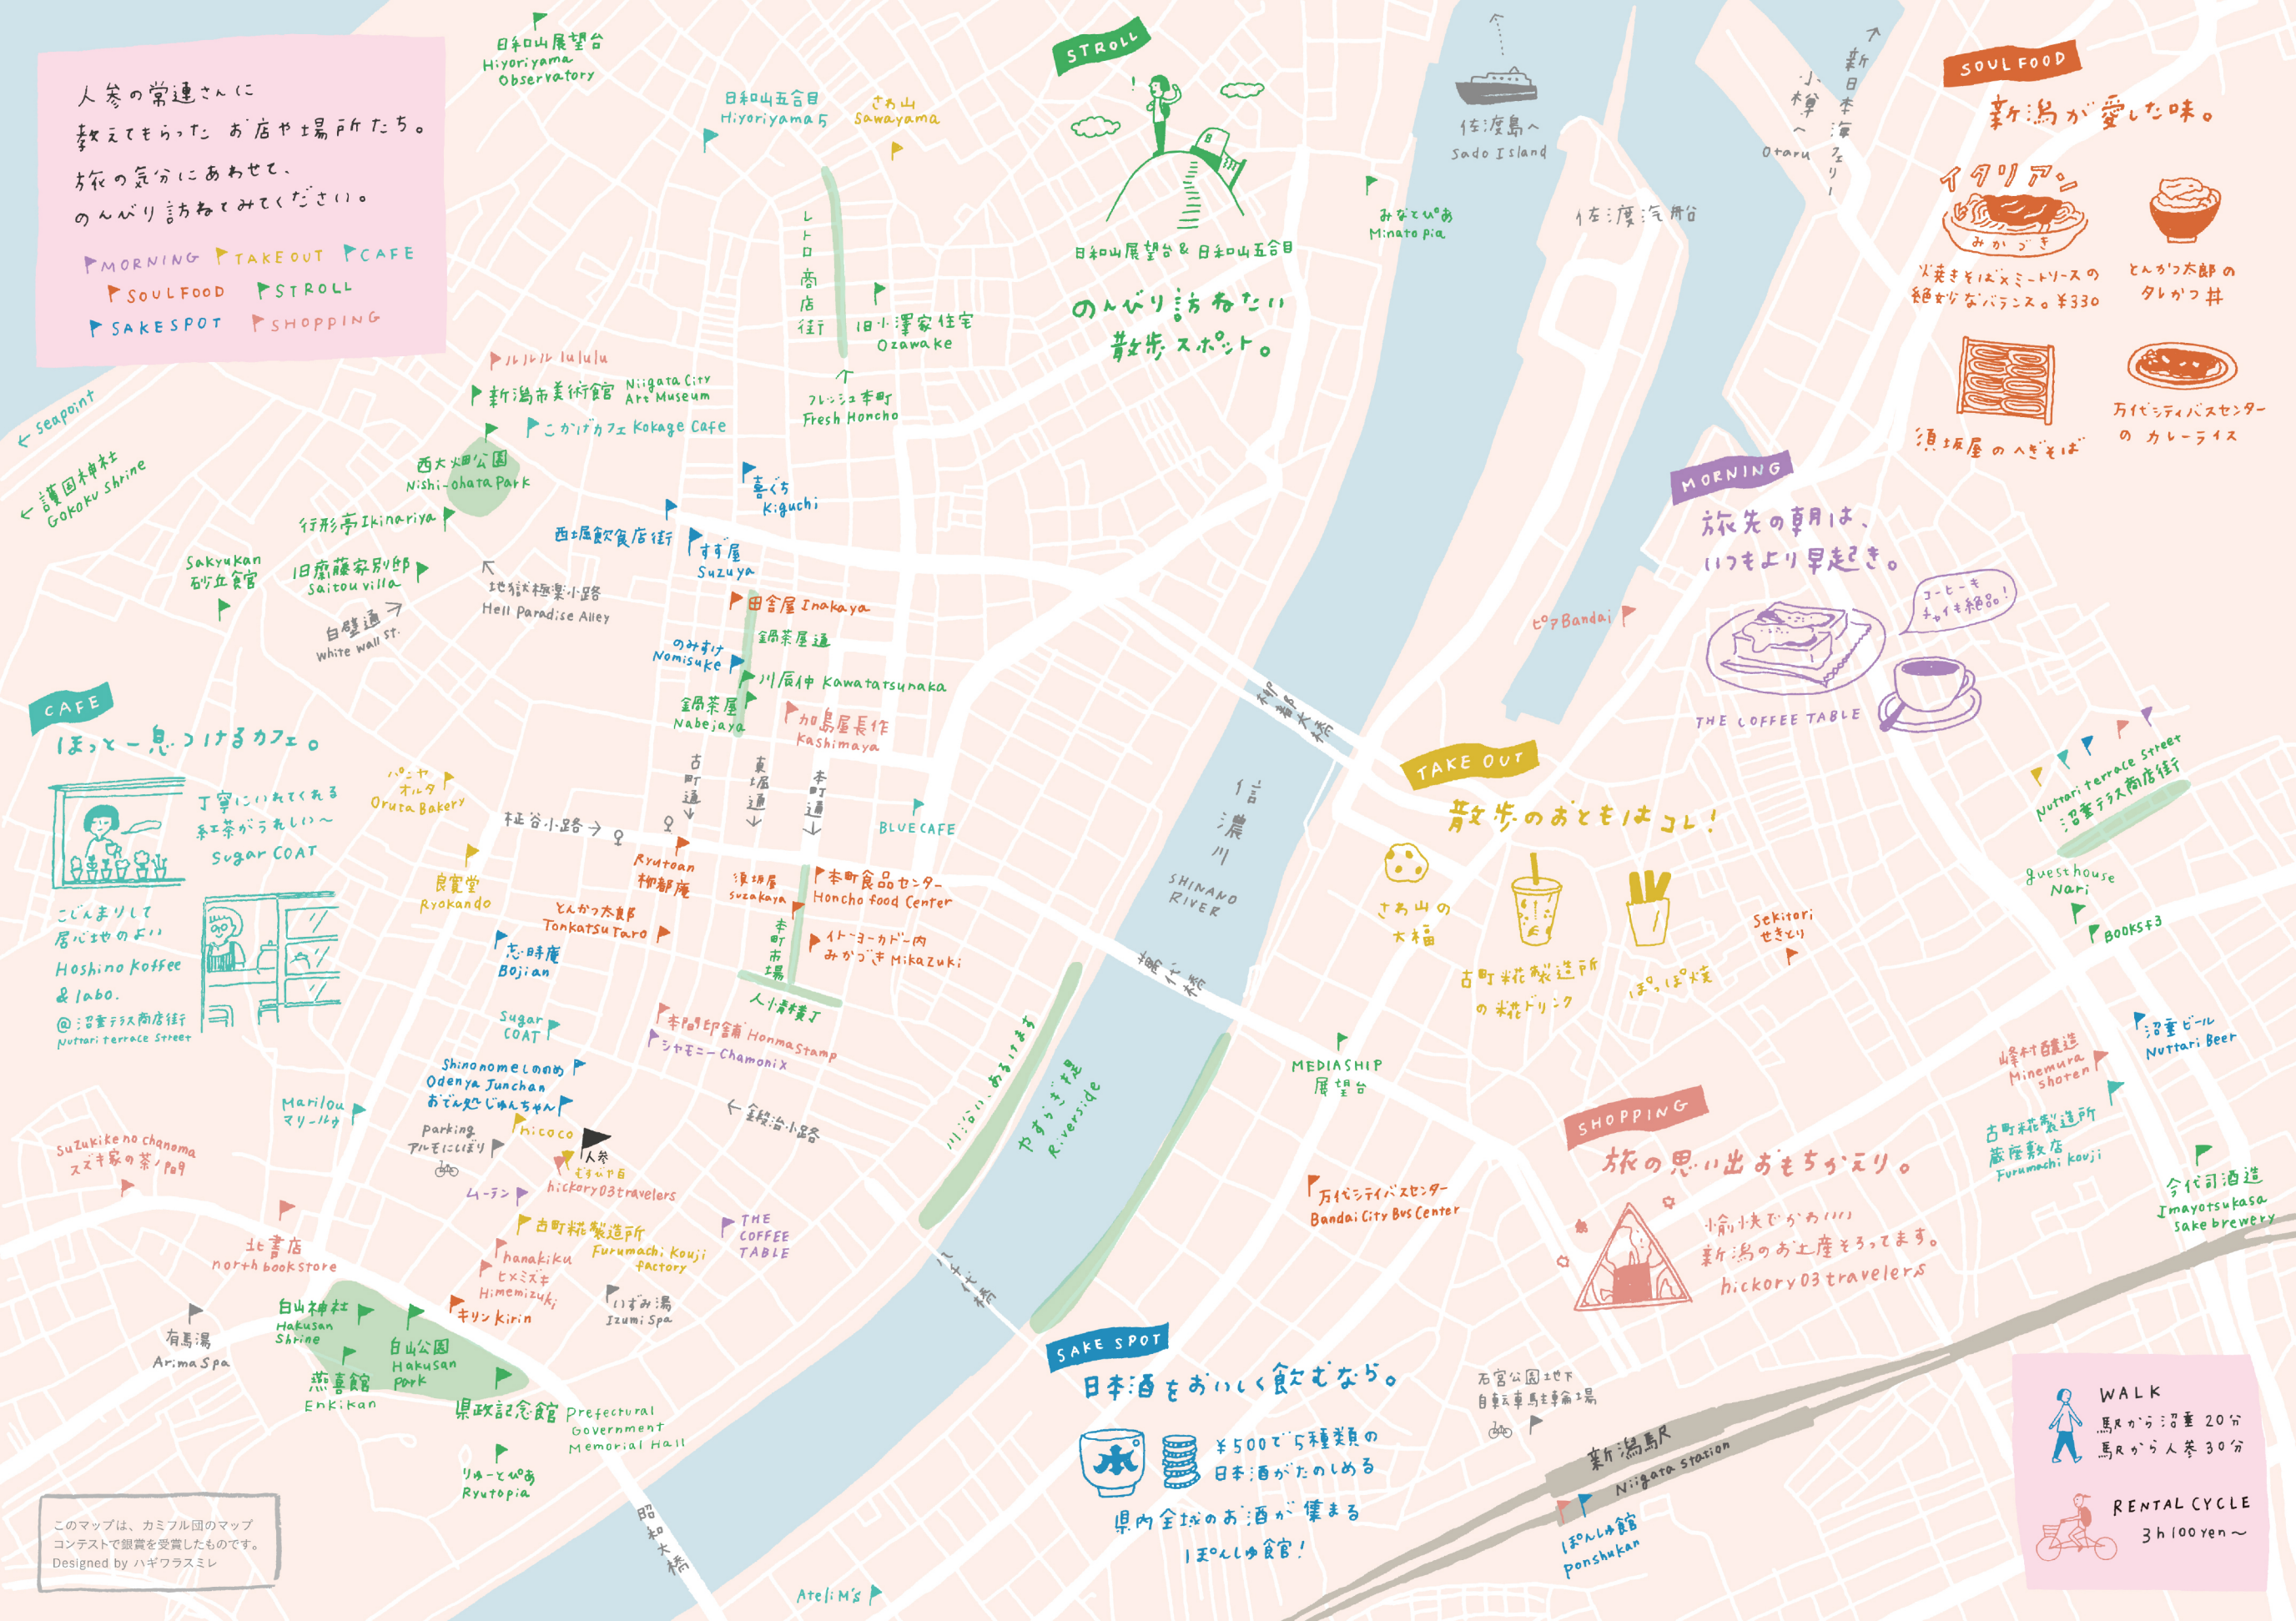 人参の常連さんに
教えてもらった お店や場所たち。
旅の気分にあわせて、
のんびり訪ねてみてください。
MORNING TAKEOUT CAFE
SOULFOOD STROLL
SAKESPOT SHOPPING
日和山展望台
Hiyoriyama
Observatory
日和山五合目
Hiyoriyama 5
さわ山
Sawayama
レトロ商店街
旧小澤家住宅
Ozawake
フレッシュ本町
Fresh Honcho
STROLL
日和山展望台&日和山五合目
のんびり訪ねたい
散歩スポット。
みなとぴあ
Minatopia
佐渡島へ
Sado Island
佐渡汽船
小樽へ
Otaru
新日本海フェリー
SOULFOOD
新潟が愛した味。
イタリアン
みかづき
焼きそば×ミートソースの
絶妙なバランス。¥330
とんかつ太郎の
タレかつ丼
須坂屋のへぎそば
万代シティバスセンター
の カレーライス
ルルル lululu
新潟市美術館 Niigata City
Art Museum
こかげカフェ Kokage Cafe
← seapoint
← 護国神社
Gokoku Shrine
西大畑公園
Nishi-ohata Park
行形亭 Ikinariya
Sakyukan
砂丘館
旧齋藤家別邸
Saitou villa
白壁通
White wall St.
地獄極楽小路
Hell Paradise Alley
喜ぐち
Kiguchi
西堀飲食店街
すず屋
Suzuya
田舎屋 Inakaya
鍋茶屋通
のみすけ
Nomisuke
川辰仲 Kawatatsunaka
鍋茶屋
Nabejaya
加島屋長作
Kashimaya
古町通
東堀通
本町通
BLUECAFE
MORNING
旅先の朝は、
いつもより早起き。
コーヒーも
チャイも絶品!
THE COFFEE TABLE
ピアBandai
柳都大橋
信濃川
SHINANO
RIVER
CAFE
ほっと一息つけるカフェ。
丁寧にいれてくれる
紅茶がうれしい〜
Sugar COAT
こじんまりして
居心地のよい
Hoshino Koffee
& labo.
@沼垂テラス商店街
Nuttari terrace Street
パニヤ
オルタ
Oruta Bakery
柾谷小路→
良寛堂
Ryokando
Ryutoan
柳都庵
須坂屋
Suzakaya
本町食品センター
Honcho food Center
とんかつ太郎
Tonkatsu Taro
イトーヨーカドー内
みかづき Mikazuki
本町市場
人情横丁
志時庵
Bojian
Sugar
COAT
本間印舗 HonmaStamp
シャモニー Chamonix
Shinonome しののめ
Odenya Junchan
おでん処じゅんちゃん
← 鍛冶小路
Marilou
マリールゥ
parking
アルモにしぼり
nicoco
人参
むすびや百
hickory03travelers
Suzukike no chanoma
スズキ家の茶ノ間
ムーラン
古町糀製造所
Furumachi Kouji
factory
THE
COFFEE
TABLE
北書店
north bookstore
hanakiku
ヒメミズキ
Himemizuki
いずみ湯
Izumi Spa
キリン Kirin
有馬湯
Arima Spa
白山神社
Hakusan
Shrine
白山公園
Hakusan
Park
燕喜館
Enkikan
県政記念館 Prefectural
Government
Memorial Hall
りゅーとぴあ
Ryutopia
昭和大橋
AteliM's
八千代橋
川沿い、あるけます
やすらぎ堤
Riverside
萬代橋
TAKE OUT
散歩のおともはコレ!
さわ山の
大福
古町糀製造所
の糀ドリンク
ぽっぽ焼
Sekitori
せきとり
MEDIASHIP
展望台
万代シティバスセンター
Bandai City Bus Center
Nuttari terrace Street
沼垂テラス商店街
guesthouse
Nari
BOOKSf3
沼垂ビール
Nuttari Beer
峰村醸造
Minemura
shoten
古町糀製造所
蔵座敷店
Furumachi Kouji
今代司酒造
Imayotsukasa
sake brewery
SHOPPING
旅の思い出おもちかえり。
愉快でかわいい
新潟のお土産そろってます。
hickory03travelers
SAKE SPOT
日本酒をおいしく飲むなら。
¥500で5種類の
日本酒がたのしめる
県内全域のお酒が集まる
ぽんしゅ館!
石宮公園地下
自転車駐輪場
新潟駅
Niigata Station
ぽんしゅ館
Ponshukan
WALK
駅から沼垂20分
駅から人参30分
RENTAL CYCLE
3h100yen〜
このマップは、カミフル団のマップ
コンテストで銀賞を受賞したものです。
Designed by ハギワラスミレ